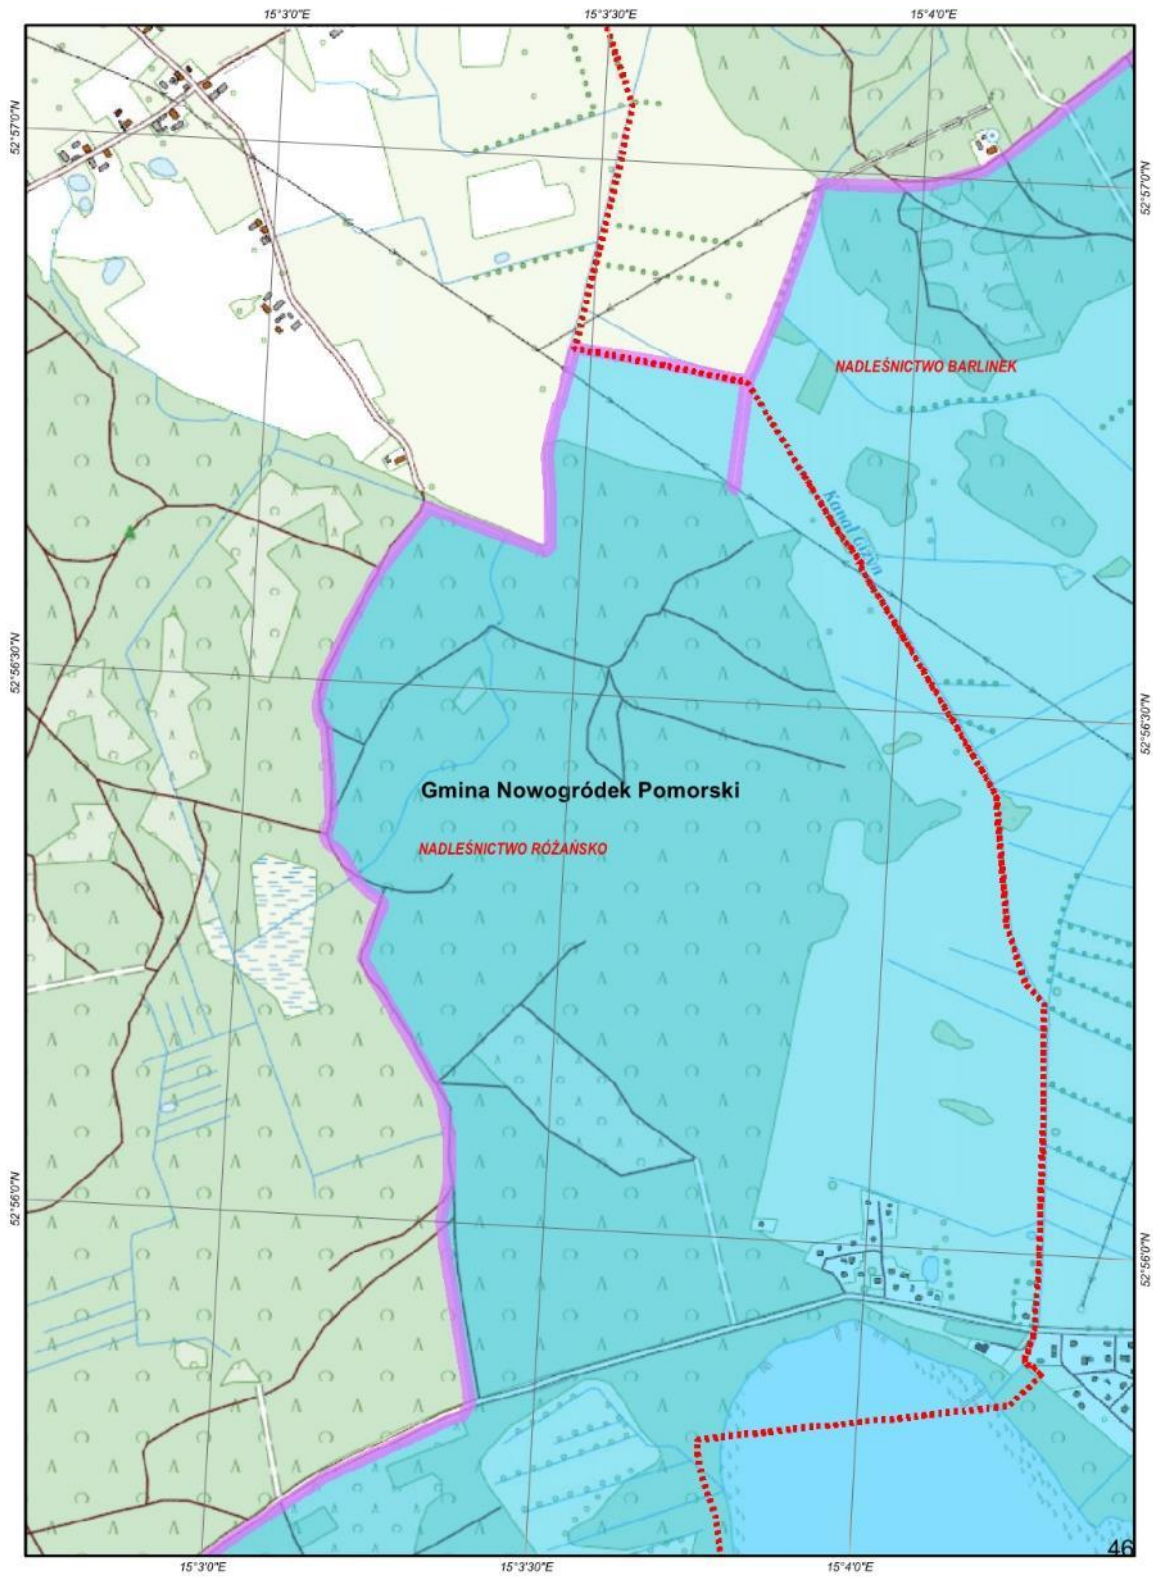 15°3'0"E
15°3'30"E
15°4'0"E
52°57'0"N
52°57'0"N
NADLEŚNICTWO BARLINEK
Kanał Giżyn
52°56'30"N
52°56'30"N
Gmina Nowogródek Pomorski
NADLEŚNICTWO RÓŻAŃSKO
52°56'0"N
52°56'0"N
46
15°3'0"E
15°3'30"E
15°4'0"E